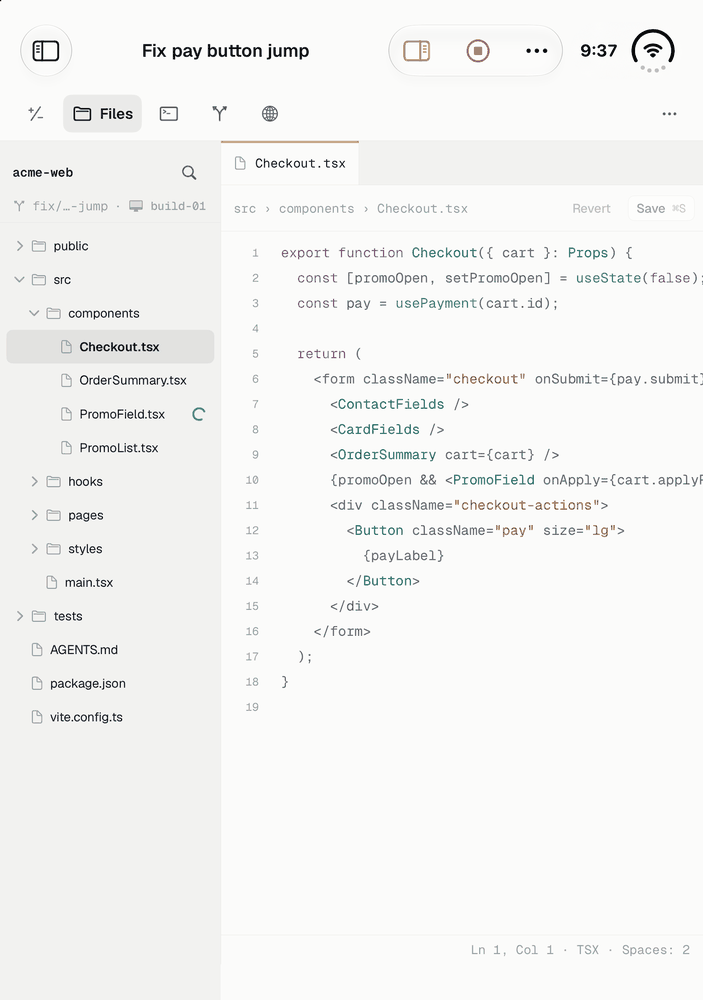 Fix pay button jump
9:37
Files
acme-web
fix/…-jump · build-01
public
src
components
Checkout.tsx
OrderSummary.tsx
PromoField.tsx
PromoList.tsx
hooks
pages
styles
main.tsx
tests
AGENTS.md
package.json
vite.config.ts
Checkout.tsx
src › components › Checkout.tsx
Revert
Save ⌘S
1 export function Checkout({ cart }: Props) {
2 const [promoOpen, setPromoOpen] = useState(false);
3 const pay = usePayment(cart.id);
4
5 return (
6 <form className="checkout" onSubmit={pay.submit}
7 <ContactFields />
8 <CardFields />
9 <OrderSummary cart={cart} />
10 {promoOpen && <PromoField onApply={cart.applyP
11 <div className="checkout-actions">
12 <Button className="pay" size="lg">
13 {payLabel}
14 </Button>
15 </div>
16 </form>
17 );
18 }
19
Ln 1, Col 1 · TSX · Spaces: 2